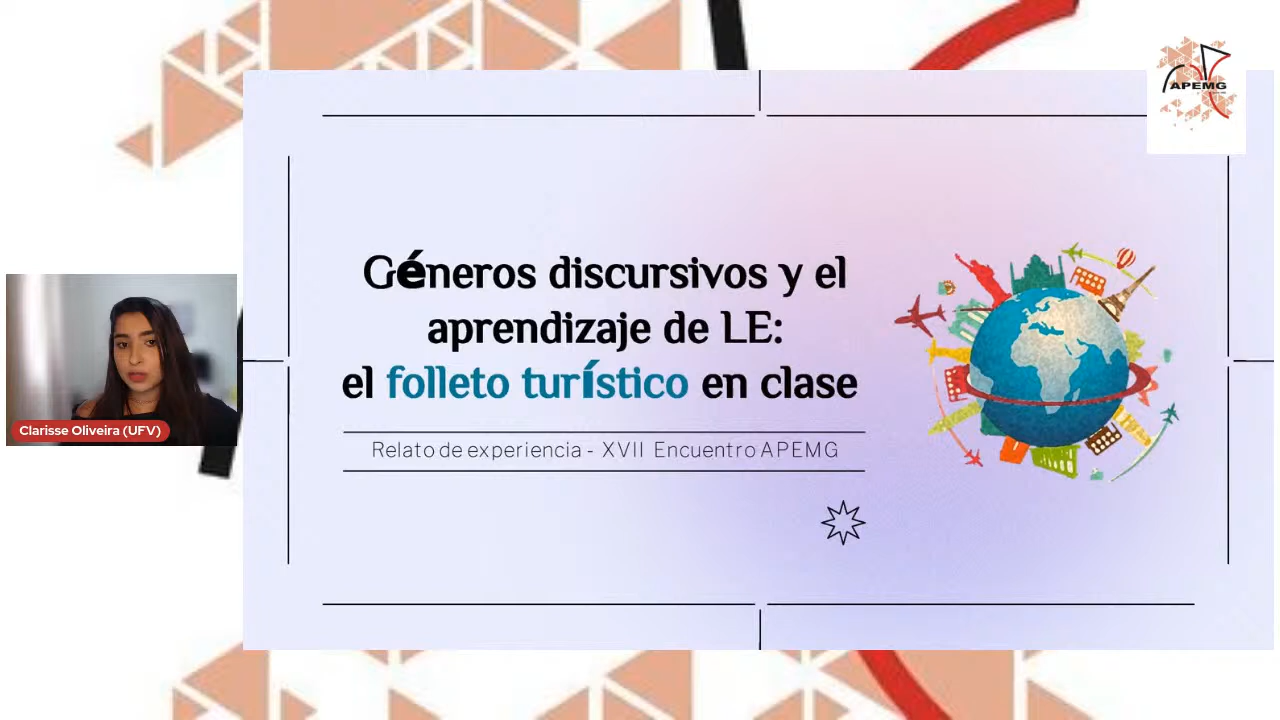 APEMG
Géneros discursivos y el
aprendizaje de LE:
el folleto turístico en clase
Relato de experiencia - XVII Encuentro APEMG
Clarisse Oliveira (UFV)